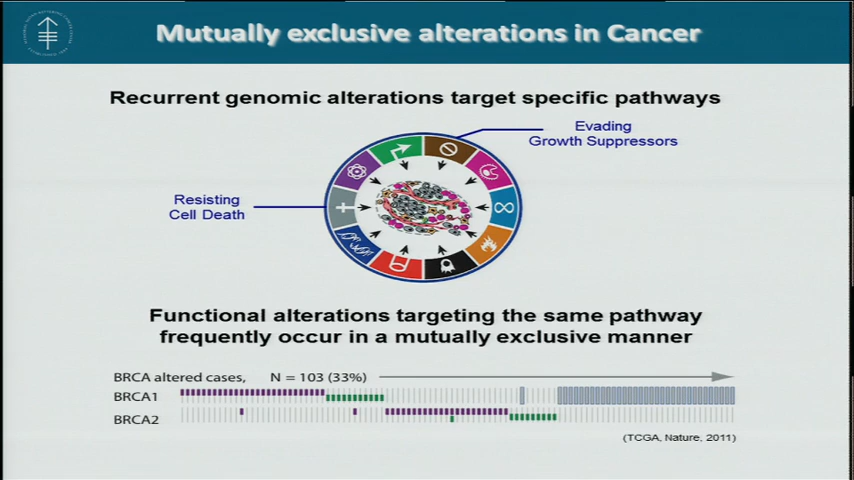 Mutually exclusive alterations in Cancer
Recurrent genomic alterations target specific pathways
Evading
Growth Suppressors
Resisting
Cell Death
Functional alterations targeting the same pathway
frequently occur in a mutually exclusive manner
BRCA altered cases, N = 103 (33%)
BRCA1
BRCA2
(TCGA, Nature, 2011)